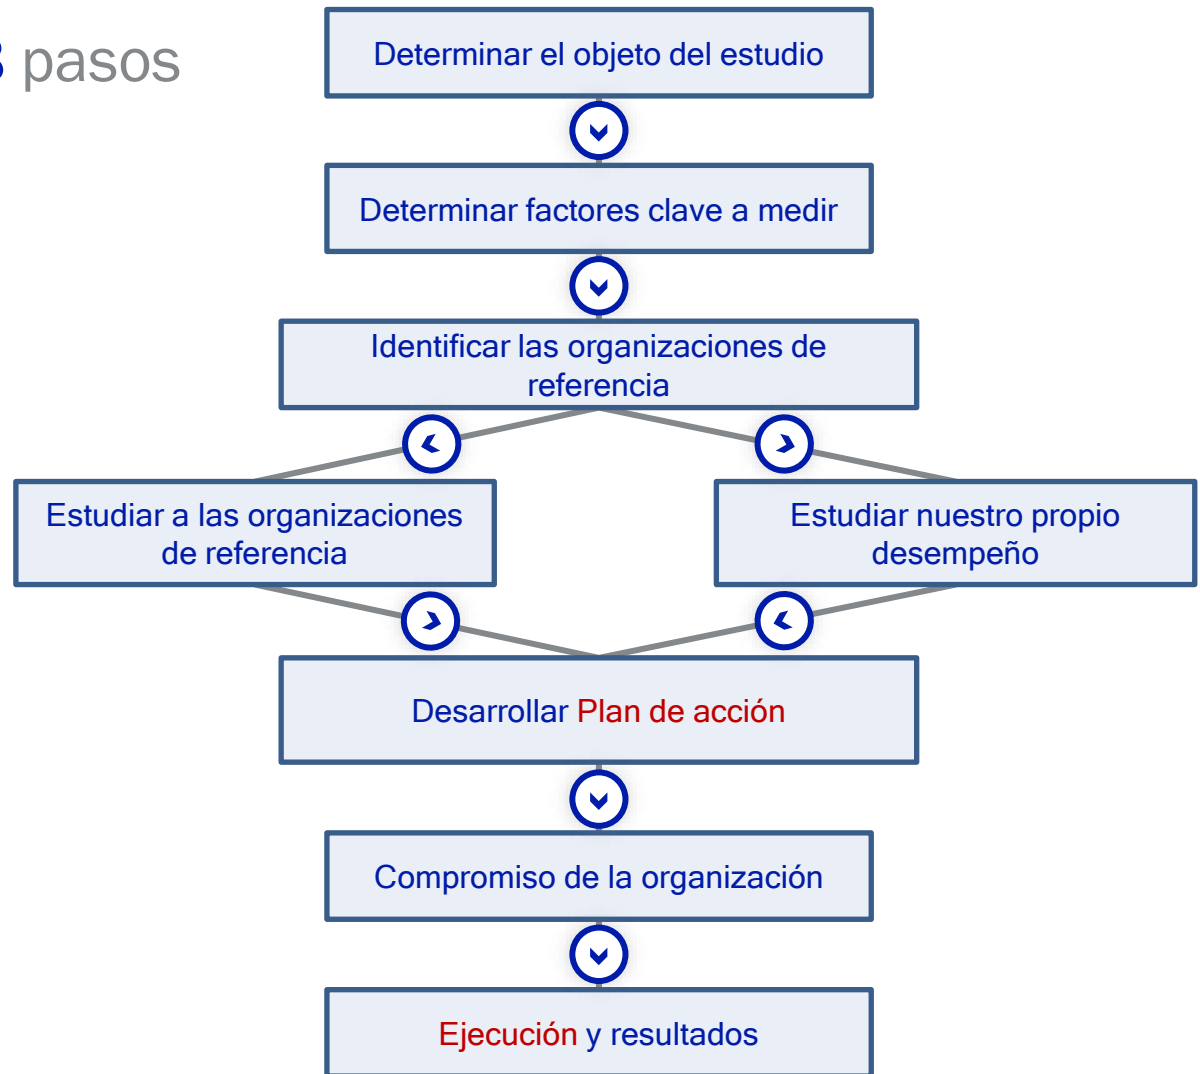 8 pasos
Determinar el objeto del estudio
Determinar factores clave a medir
Identificar las organizaciones de
referencia
Estudiar a las organizaciones
de referencia
Estudiar nuestro propio
desempeño
Desarrollar Plan de acción
Compromiso de la organización
Ejecución y resultados